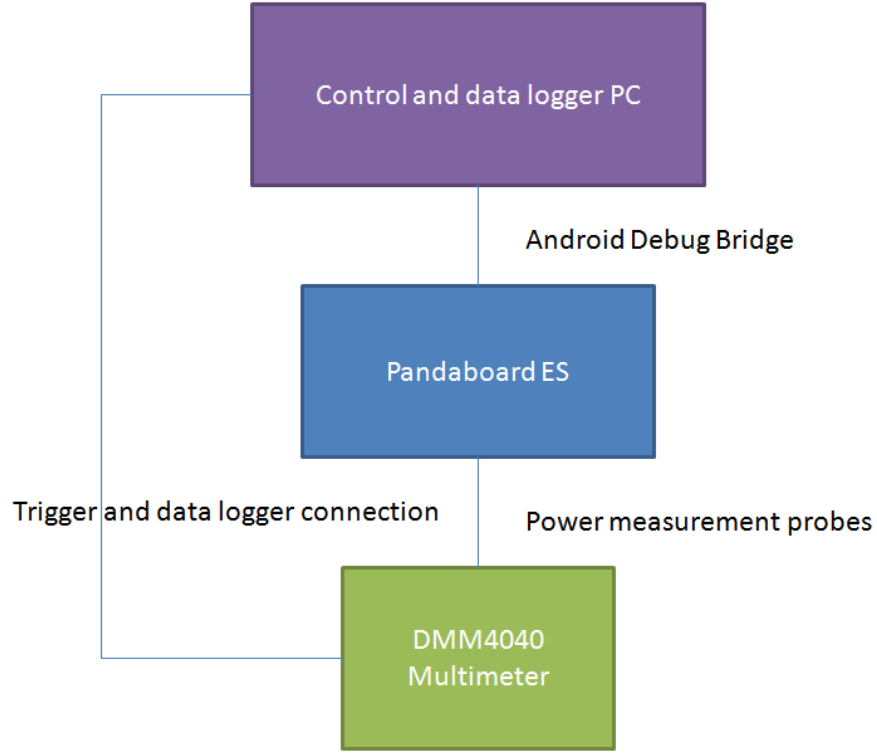 Control and data logger PC
Android Debug Bridge
Pandaboard ES
Trigger and data logger connection
Power measurement probes
DMM4040
Multimeter